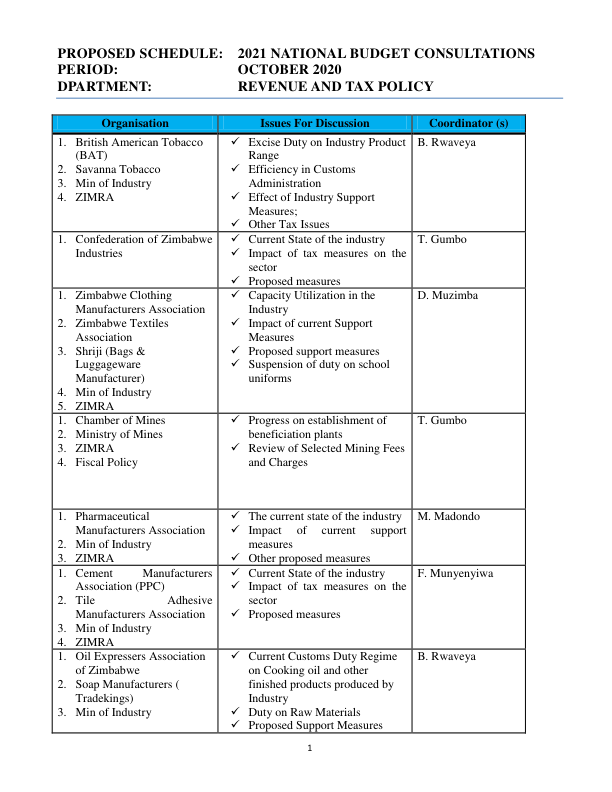 PROPOSED SCHEDULE: 2021 NATIONAL BUDGET CONSULTATIONS
PERIOD: OCTOBER 2020
DPARTMENT: REVENUE AND TAX POLICY
Organisation Issues For Discussion Coordinator (s)
1. British American Tobacco
(BAT)
2. Savanna Tobacco
3. Min of Industry
4. ZIMRA
✓ Excise Duty on Industry Product
Range
✓ Efficiency in Customs
Administration
✓ Effect of Industry Support
Measures;
✓ Other Tax Issues
B. Rwaveya
1. Confederation of Zimbabwe
Industries
✓ Current State of the industry
✓ Impact of tax measures on the
sector
✓ Proposed measures
T. Gumbo
1. Zimbabwe Clothing
Manufacturers Association
2. Zimbabwe Textiles
Association
3. Shriji (Bags &
Luggageware
Manufacturer)
4. Min of Industry
5. ZIMRA
✓ Capacity Utilization in the
Industry
✓ Impact of current Support
Measures
✓ Proposed support measures
✓ Suspension of duty on school
uniforms
D. Muzimba
1. Chamber of Mines
2. Ministry of Mines
3. ZIMRA
4. Fiscal Policy
✓ Progress on establishment of
beneficiation plants
✓ Review of Selected Mining Fees
and Charges
T. Gumbo
1. Pharmaceutical
Manufacturers Association
2. Min of Industry
3. ZIMRA
✓ The current state of the industry
✓ Impact of current support
measures
✓ Other proposed measures
M. Madondo
1. Cement Manufacturers
Association (PPC)
2. Tile Adhesive
Manufacturers Association
3. Min of Industry
4. ZIMRA
✓ Current State of the industry
✓ Impact of tax measures on the
sector
✓ Proposed measures
F. Munyenyiwa
1. Oil Expressers Association
of Zimbabwe
2. Soap Manufacturers (
Tradekings)
3. Min of Industry
✓ Current Customs Duty Regime
on Cooking oil and other
finished products produced by
Industry
✓ Duty on Raw Materials
✓ Proposed Support Measures
B. Rwaveya
1